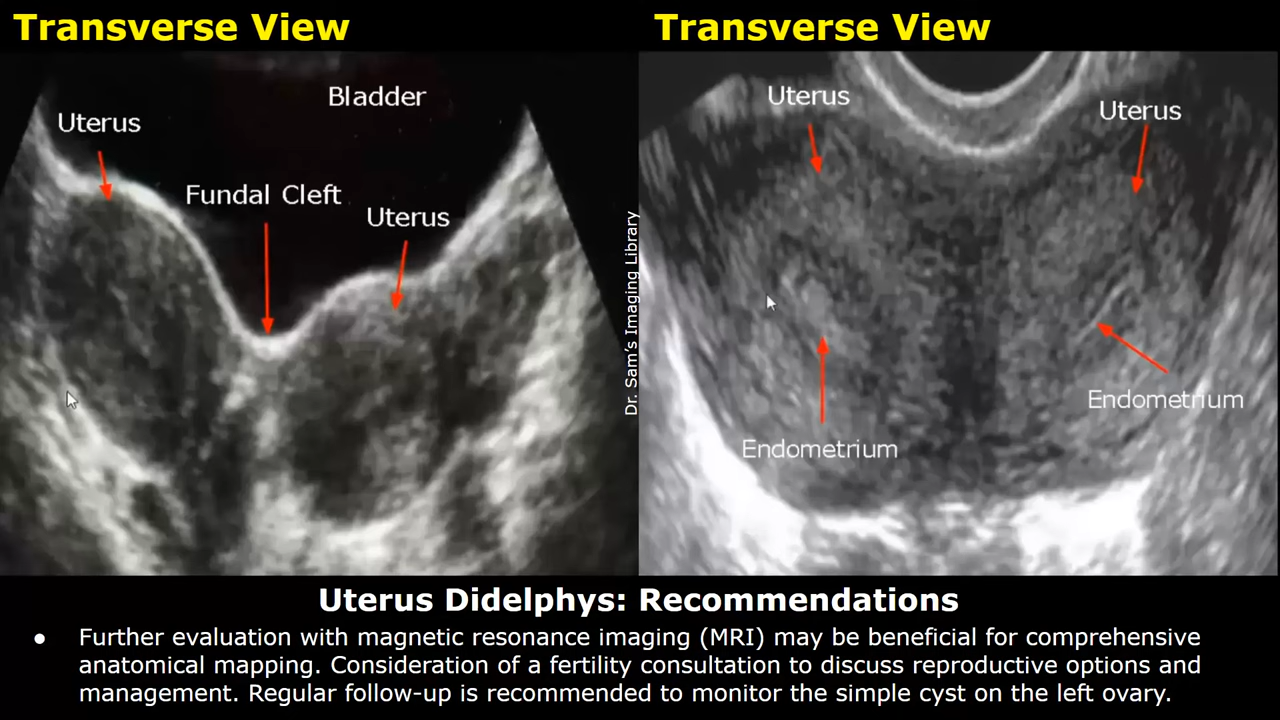 Transverse View
Transverse View
Bladder
Uterus
Fundal Cleft
Uterus
Uterus
Uterus
Endometrium
Endometrium
Dr. Sam's Imaging Library
Uterus Didelphys: Recommendations
● Further evaluation with magnetic resonance imaging (MRI) may be beneficial for comprehensive
anatomical mapping. Consideration of a fertility consultation to discuss reproductive options and
management. Regular follow-up is recommended to monitor the simple cyst on the left ovary.